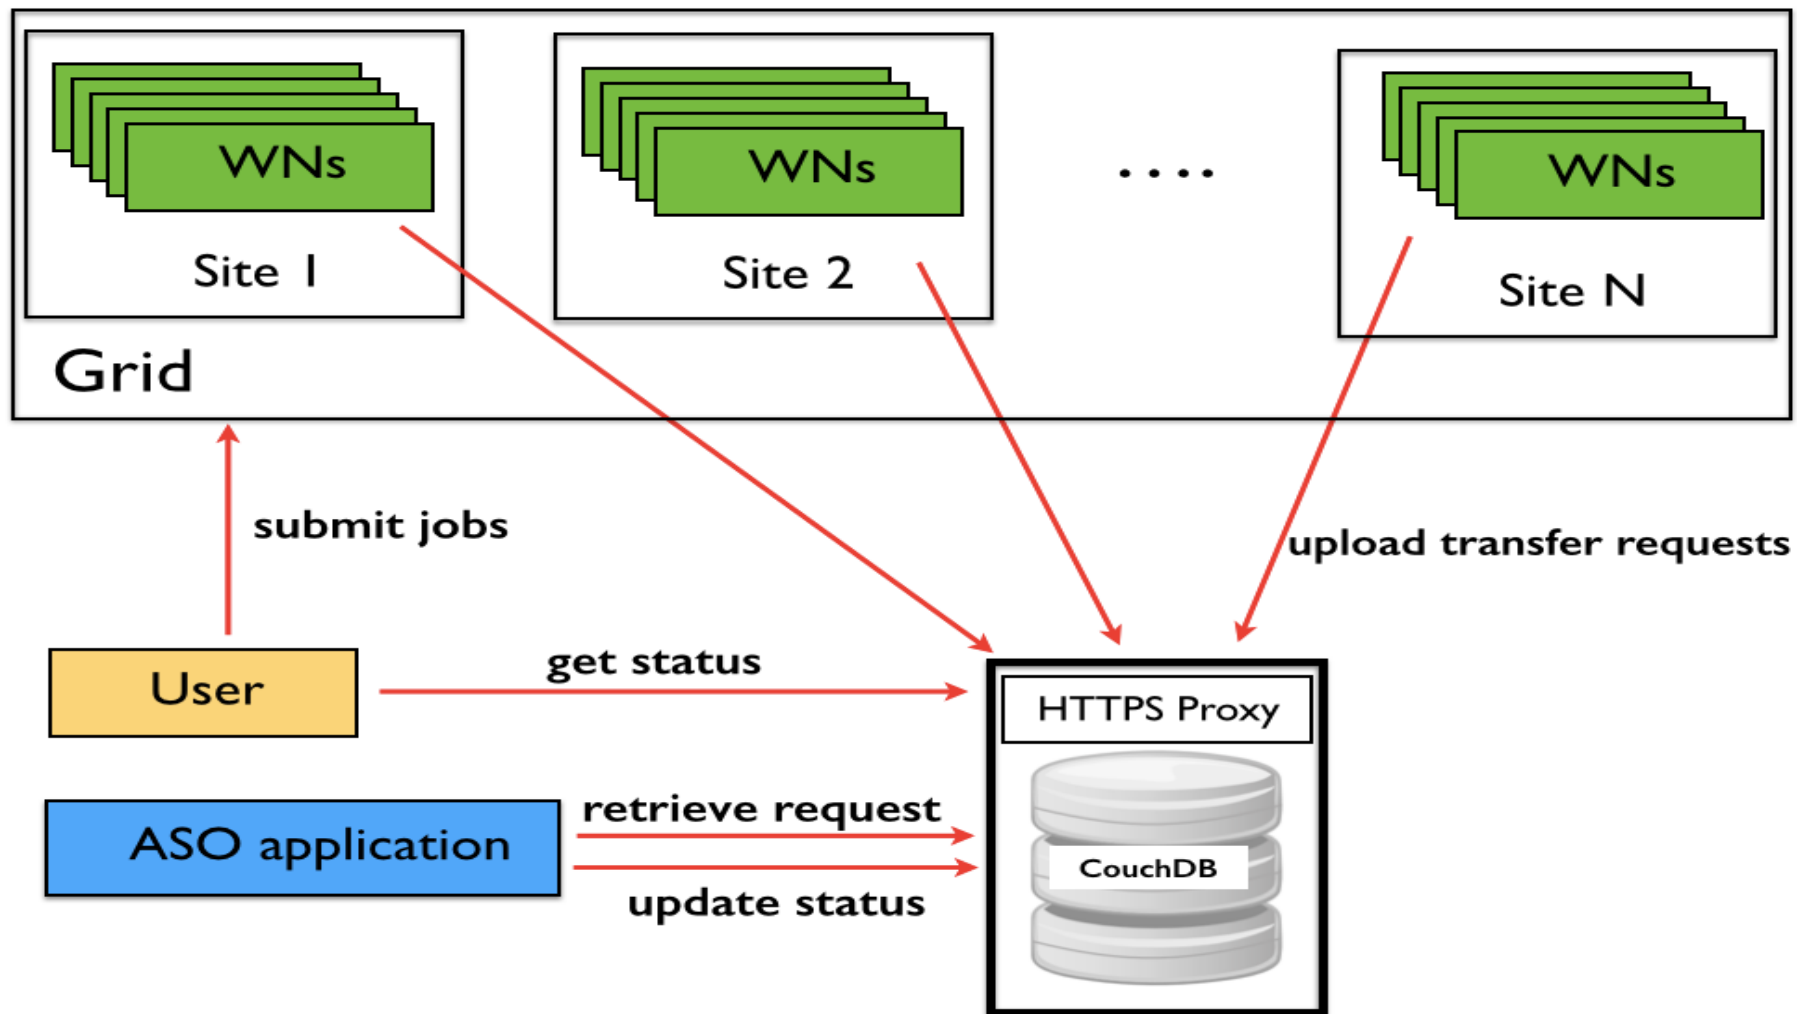 WNs
WNs
....
WNs
Site 1
Site 2
Site N
Grid
submit jobs
upload transfer requests
get status
User
HTTPS Proxy
retrieve request
ASO application
CouchDB
update status